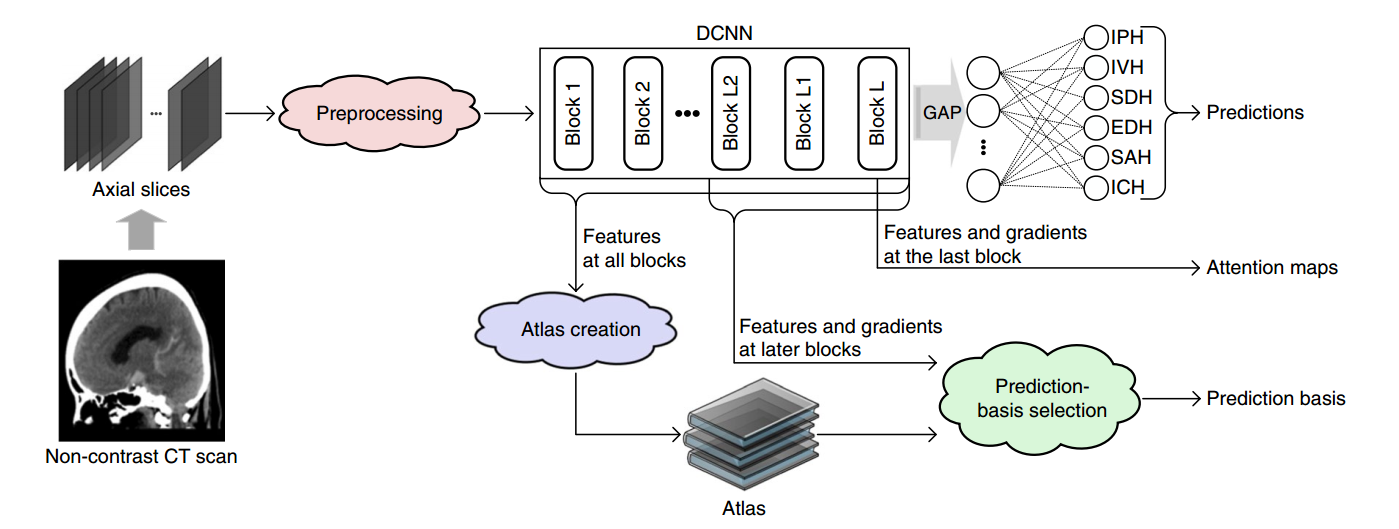 DCNN
Block 1
Block 2
Block L2
Block L1
Block L
GAP
IPH
IVH
SDH
EDH
SAH
ICH
Predictions
Preprocessing
Axial slices
Features
at all blocks
Features and gradients
at the last block
Attention maps
Atlas creation
Features and gradients
at later blocks
Prediction-
basis selection
Prediction basis
Non-contrast CT scan
Atlas